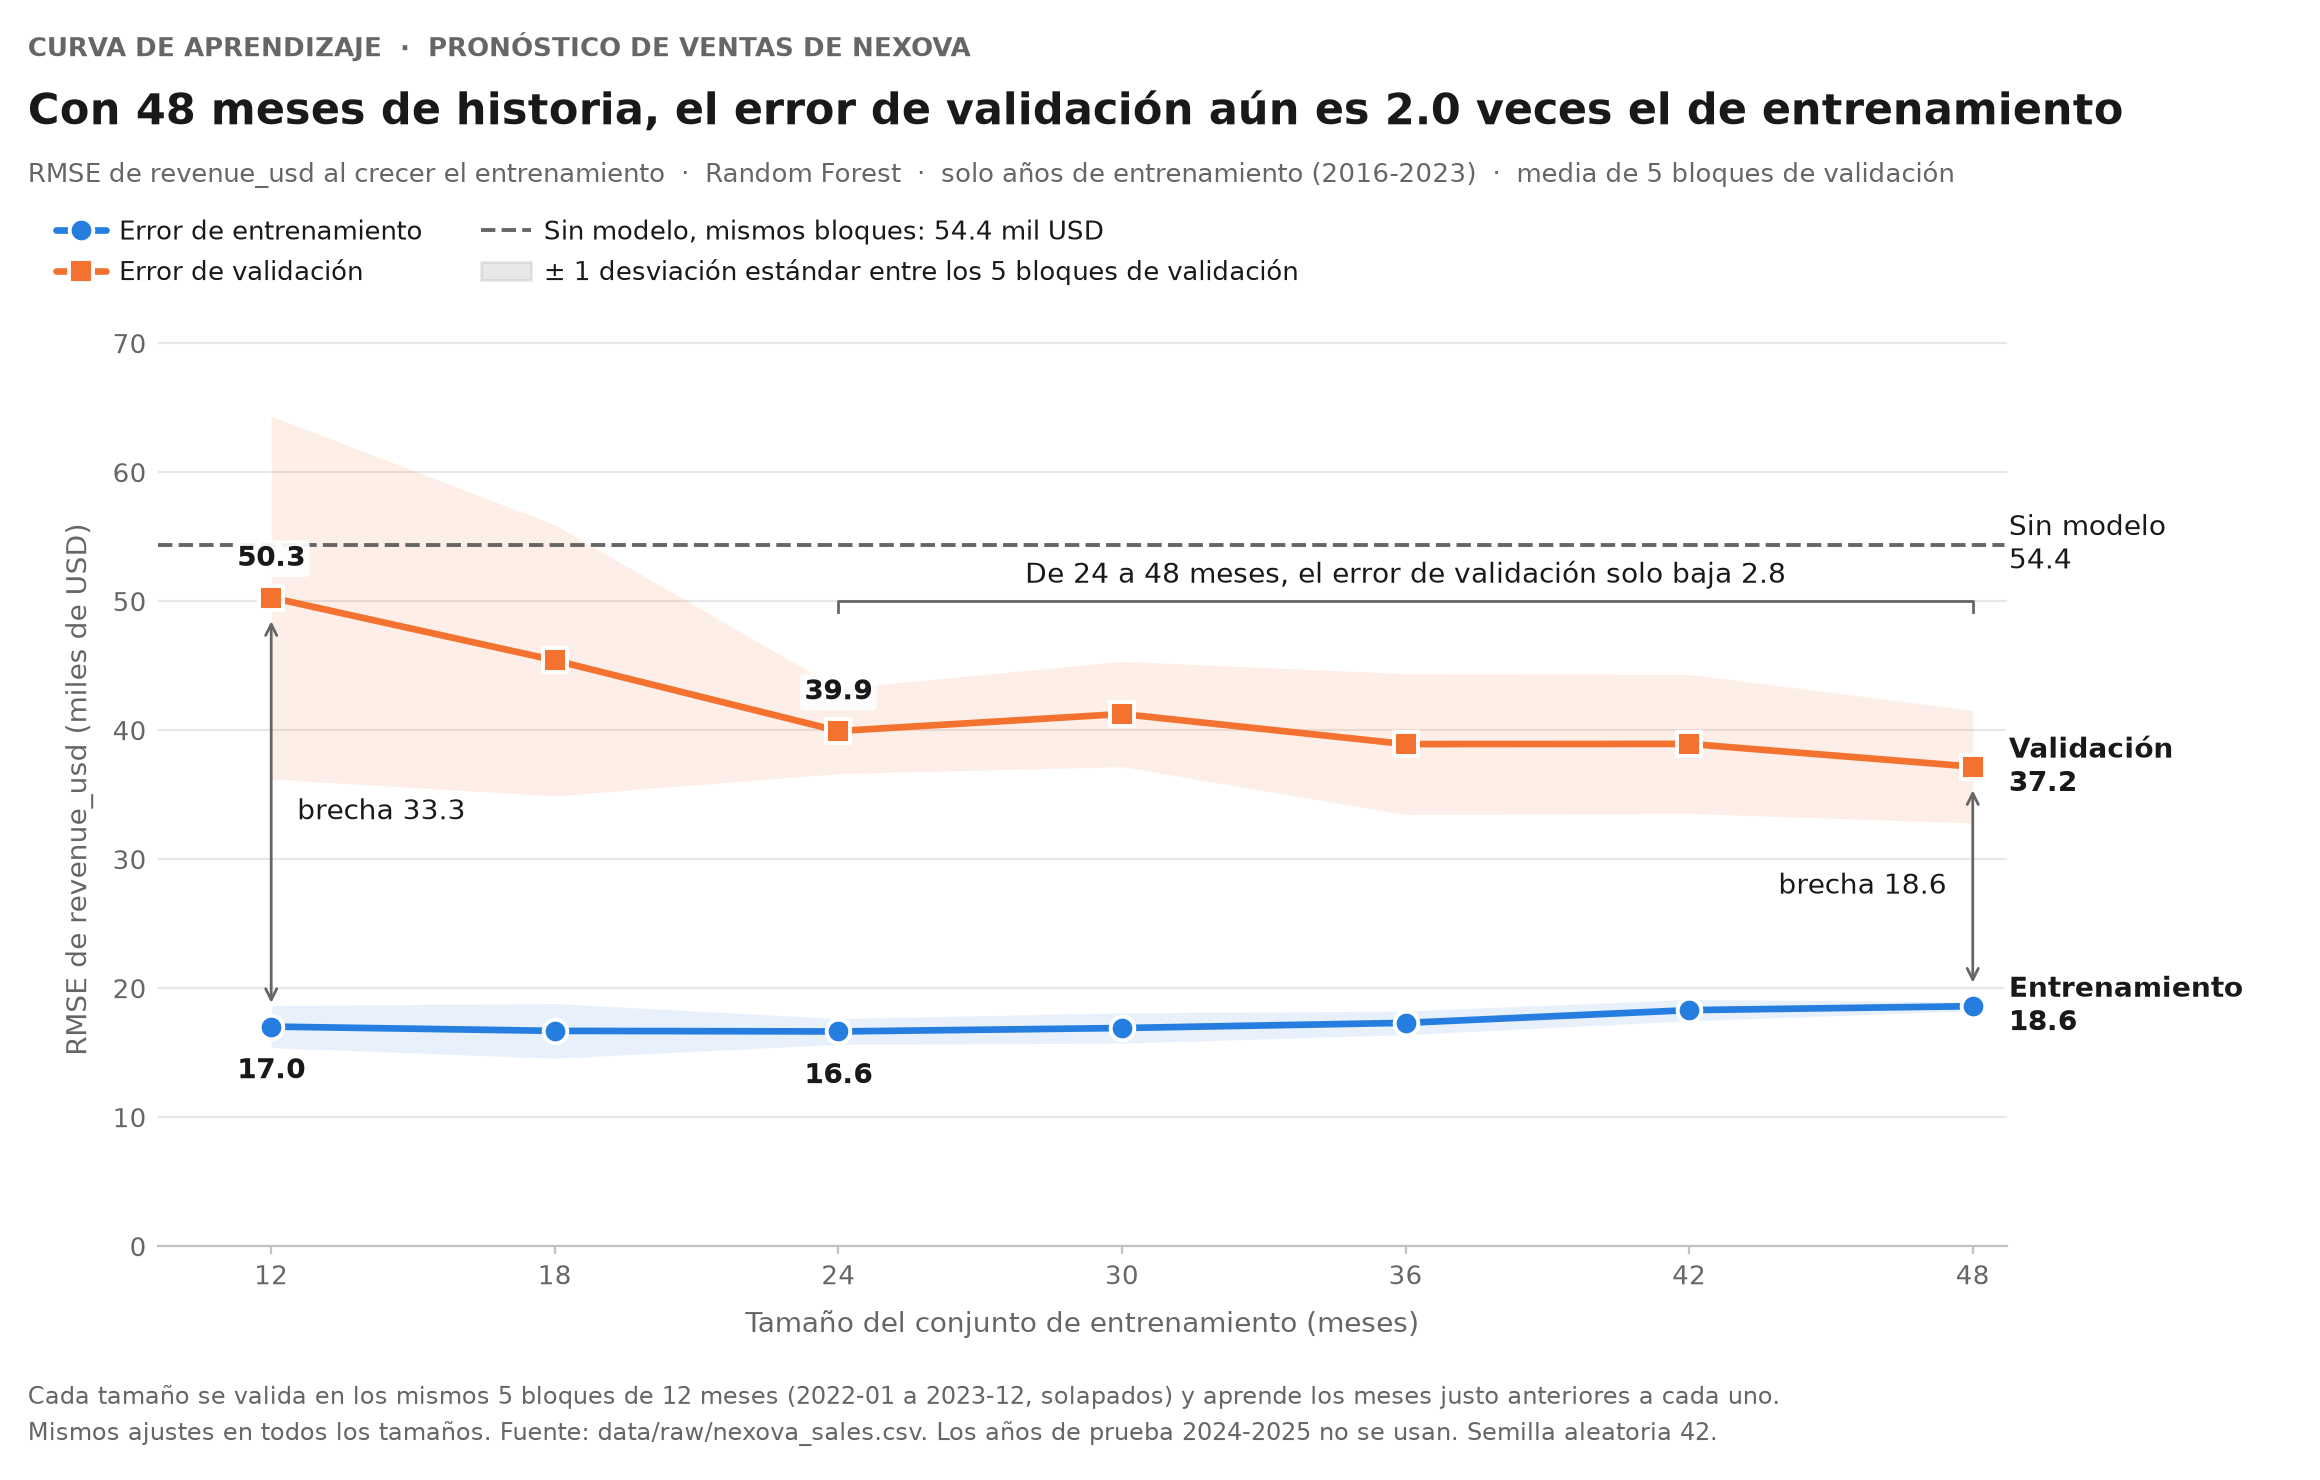 CURVA DE APRENDIZAJE · PRONÓSTICO DE VENTAS DE NEXOVA
Con 48 meses de historia, el error de validación aún es 2.0 veces el de entrenamiento
RMSE de revenue_usd al crecer el entrenamiento · Random Forest · solo años de entrenamiento (2016-2023) · media de 5 bloques de validación
Error de entrenamiento
Error de validación
Sin modelo, mismos bloques: 54.4 mil USD
± 1 desviación estándar entre los 5 bloques de validación
RMSE de revenue_usd (miles de USD)
70
60
50
40
30
20
10
0
50.3
39.9
De 24 a 48 meses, el error de validación solo baja 2.8
Sin modelo
54.4
Validación
37.2
brecha 33.3
brecha 18.6
Entrenamiento
18.6
17.0
16.6
12
18
24
30
36
42
48
Tamaño del conjunto de entrenamiento (meses)
Cada tamaño se valida en los mismos 5 bloques de 12 meses (2022-01 a 2023-12, solapados) y aprende los meses justo anteriores a cada uno.
Mismos ajustes en todos los tamaños. Fuente: data/raw/nexova_sales.csv. Los años de prueba 2024-2025 no se usan. Semilla aleatoria 42.